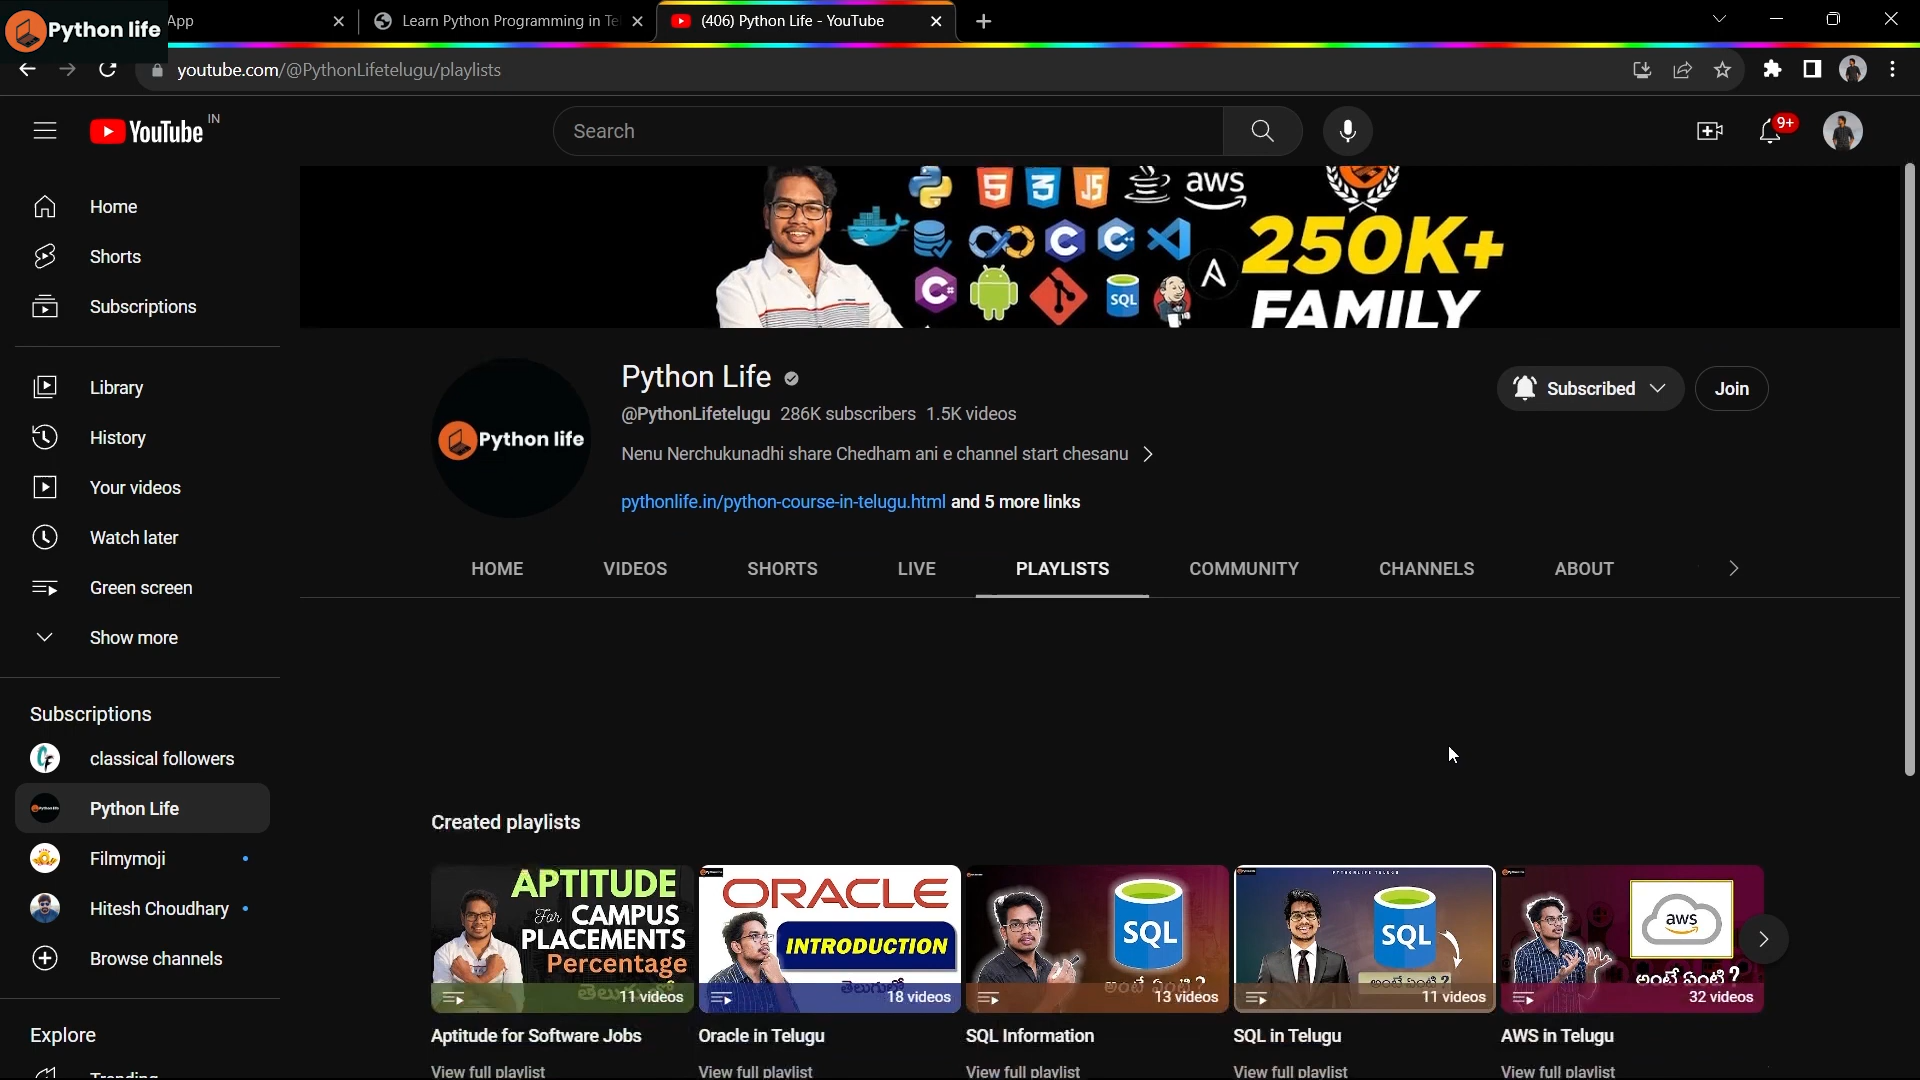 Python life
App
Learn Python Programming in Te
(406) Python Life - YouTube
youtube.com/@PythonLifetelugu/playlists
YouTube IN
Search
9+
Home
Shorts
Subscriptions
Library
History
Your videos
Watch later
Green screen
Show more
Subscriptions
classical followers
Python Life
Filmymoji
Hitesh Choudhary
Browse channels
Explore
Trending
aws
SQL
250K+
FAMILY
Python life
Python Life
@PythonLifetelugu 286K subscribers 1.5K videos
Nenu Nerchukunadhi share Chedham ani e channel start chesanu
pythonlife.in/python-course-in-telugu.html and 5 more links
Subscribed
Join
HOME
VIDEOS
SHORTS
LIVE
PLAYLISTS
COMMUNITY
CHANNELS
ABOUT
Created playlists
APTITUDE
For CAMPUS
PLACEMENTS
Percentage
తెలుగులో
11 videos
Aptitude for Software Jobs
View full playlist
ORACLE
INTRODUCTION
తెలుగులో
18 videos
Oracle in Telugu
View full playlist
SQL
అంటే ఏంటి ?
13 videos
SQL Information
View full playlist
PYTHONLIFE TELUGU
SQL
అంటే ఏంటి ?
11 videos
SQL in Telugu
View full playlist
aws
అంటే ఏంటి ?
32 videos
AWS in Telugu
View full playlist